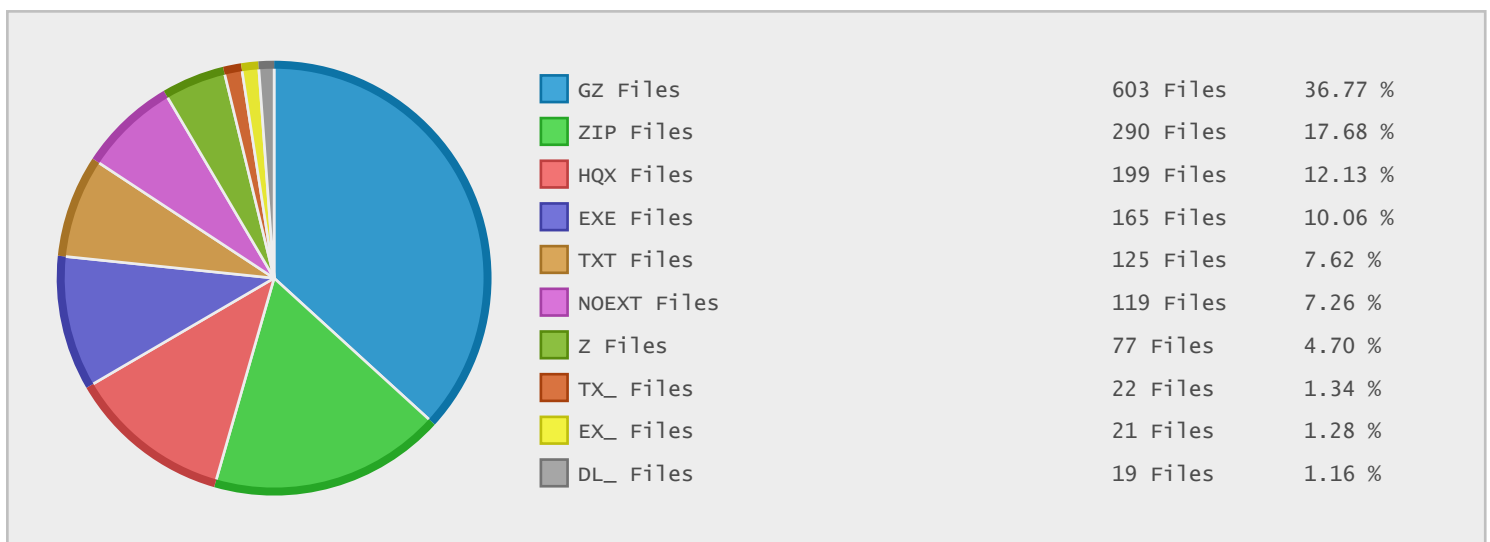 GZ Files 603 Files 36.77 %
ZIP Files 290 Files 17.68 %
HQX Files 199 Files 12.13 %
EXE Files 165 Files 10.06 %
TXT Files 125 Files 7.62 %
NOEXT Files 119 Files 7.26 %
Z Files 77 Files 4.70 %
TX_ Files 22 Files 1.34 %
EX_ Files 21 Files 1.28 %
DL_ Files 19 Files 1.16 %